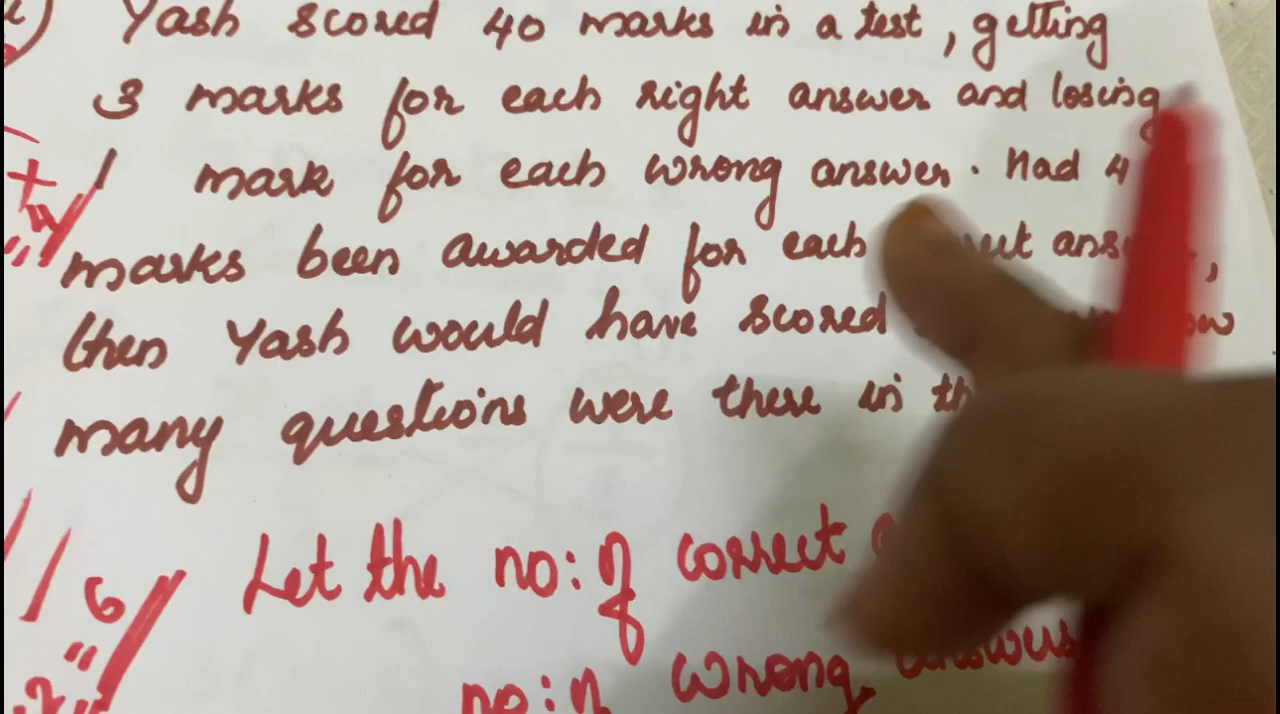 Yash scored 40 marks in a test, getting
3 marks for each right answer and losing
1 mark for each wrong answer. Had 4
marks been awarded for each
then Yash would have scored
many questions were there in
Let the no: of correct
no: of wrong answers
6